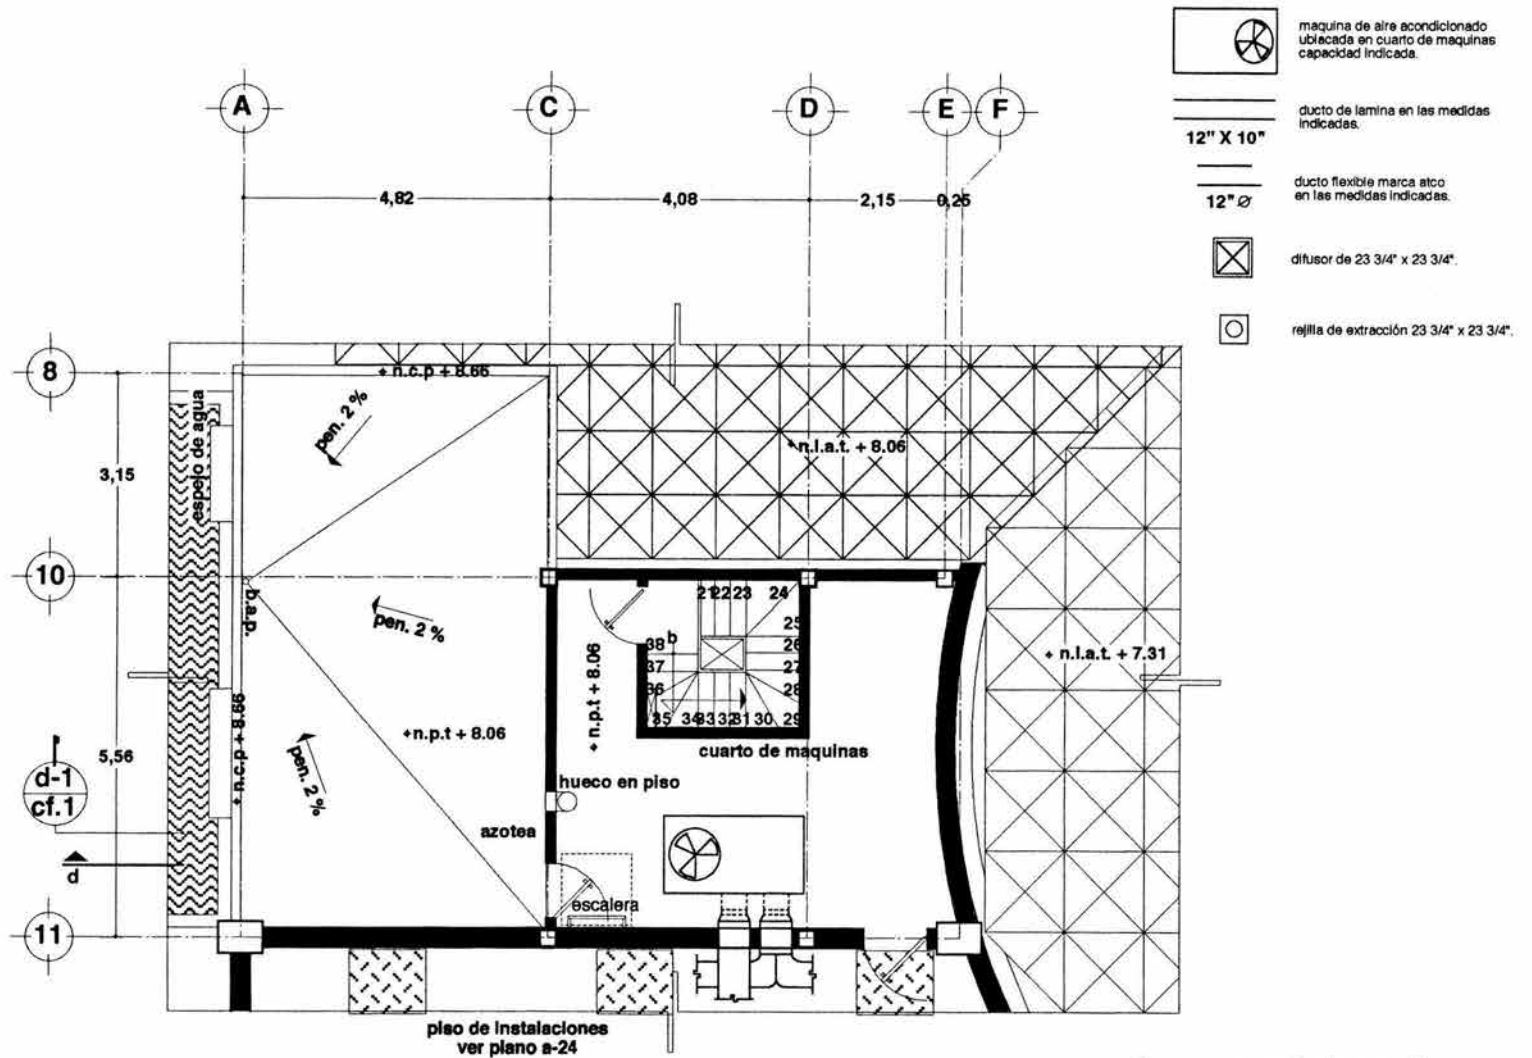 maquina de aire acondicionado
ubiacada en cuarto de maquinas
capacidad indicada.
ducto de lamina en las medidas
indicadas.
12" X 10"
ducto flexible marca atco
en las medidas indicadas.
12" Ø
difusor de 23 3/4" x 23 3/4".
rejilla de extracción 23 3/4" x 23 3/4".
A
C
D
E
F
4,82
4,08
2,15
0,25
8
10
11
3,15
5,56
espejo de agua
n.c.p + 8.66
pen. 2 %
n.l.a.t. + 8.06
b.a.p.
pen. 2 %
n.c.p + 8.66
pen. 2 %
n.p.t + 8.06
n.p.t + 8.06
21 22 23 24
25
26
27
28
29
30
31
32
33
34
35
36
37
38
b
cuarto de maquinas
n.l.a.t. + 7.31
hueco en piso
azotea
escalera
d-1
cf.1
d
piso de instalaciones
ver plano a-24